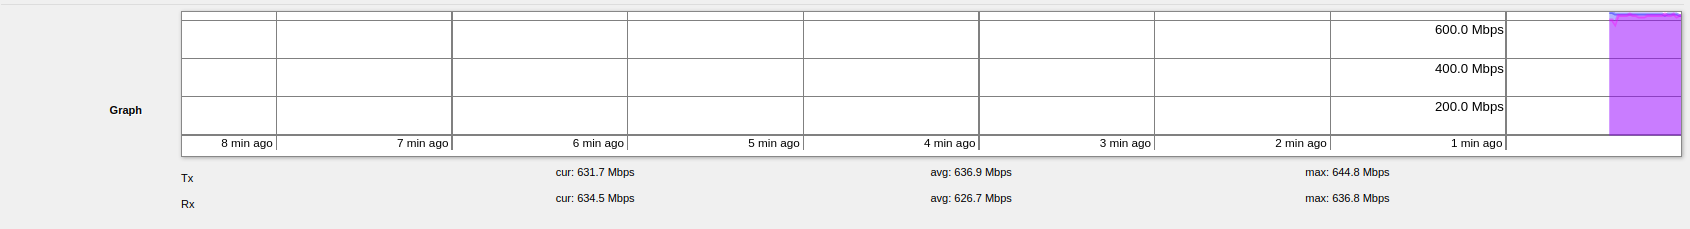 600.0 Mbps
400.0 Mbps
200.0 Mbps
Graph
8 min ago 7 min ago 6 min ago 5 min ago 4 min ago 3 min ago 2 min ago 1 min ago
Tx cur: 631.7 Mbps avg: 636.9 Mbps max: 644.8 Mbps
Rx cur: 634.5 Mbps avg: 626.7 Mbps max: 636.8 Mbps